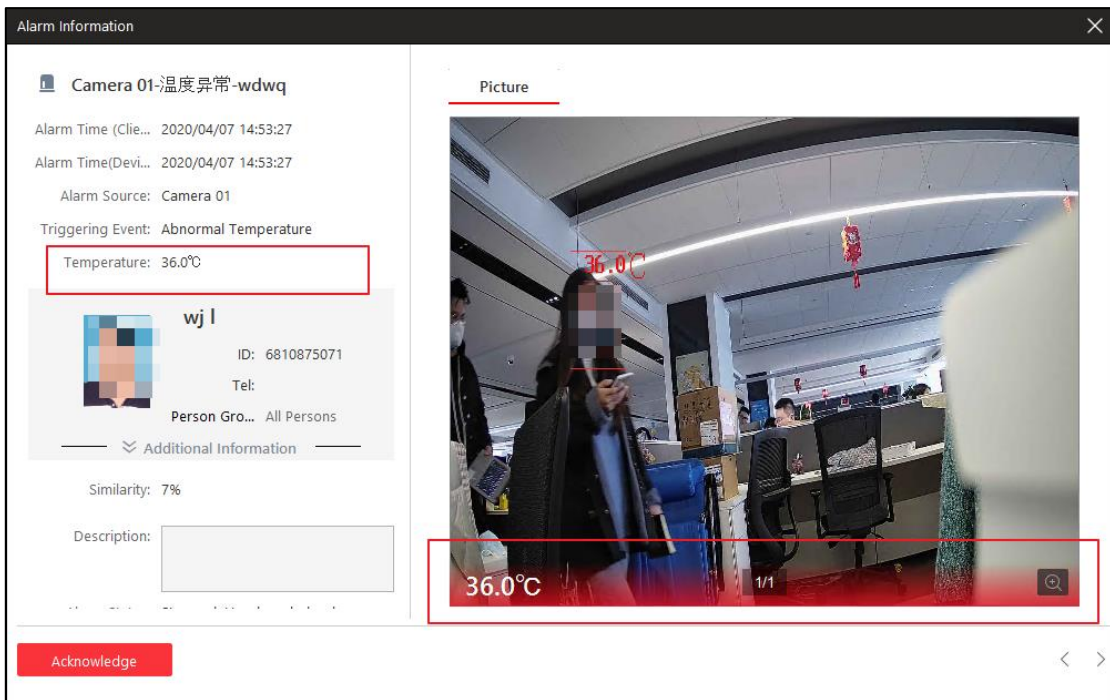 Alarm Information
Camera 01-温度异常-wdwq
Alarm Time (Clie... 2020/04/07 14:53:27
Alarm Time(Devi... 2020/04/07 14:53:27
Alarm Source: Camera 01
Triggering Event: Abnormal Temperature
Temperature: 36.0℃
wj l
ID: 6810875071
Tel:
Person Gro... All Persons
Additional Information
Similarity: 7%
Description:
Acknowledge
Picture
36.0℃
36.0°C
1/1